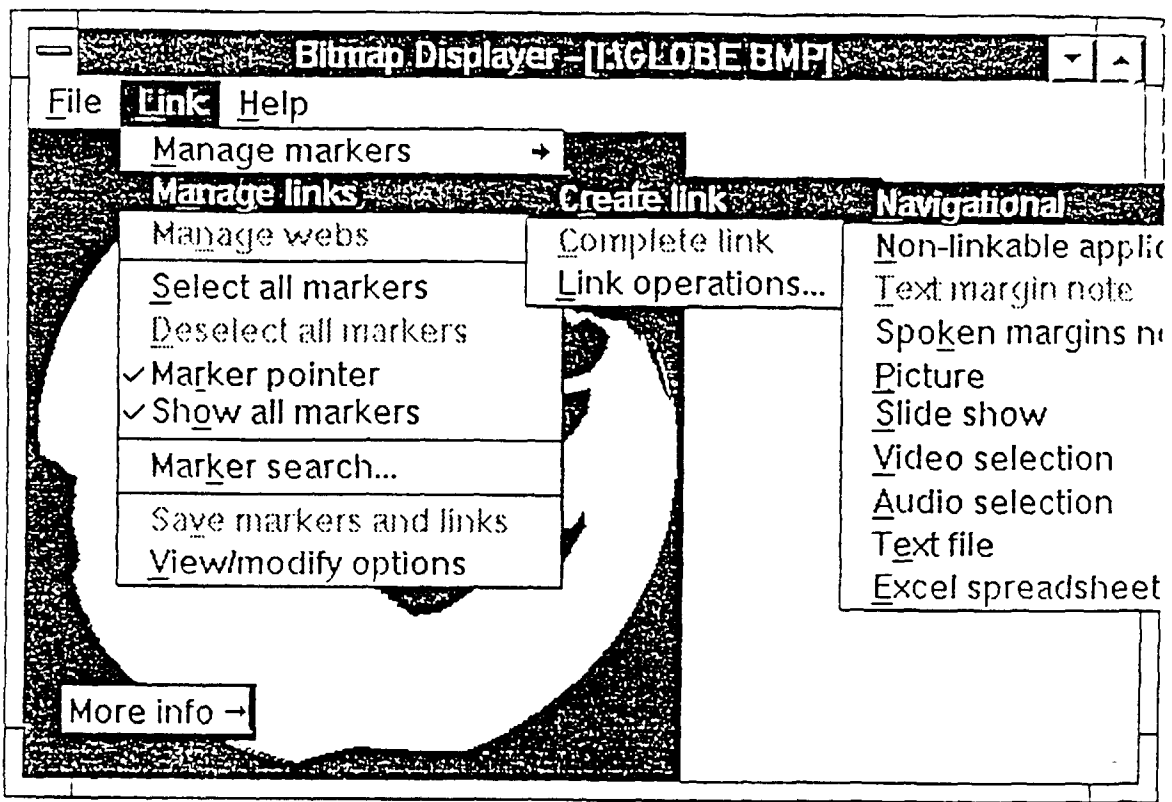 Bitmap Displayer -[I:\GLOBE.BMP]
File Link Help
Manage markers →
Manage links
Manage webs
Select all markers
Deselect all markers
✓Marker pointer
✓Show all markers
Marker search...
Save markers and links
View/modify options
Create link
Complete link
Link operations...
Navigational
Non-linkable applic
Text margin note
Spoken margins n
Picture
Slide show
Video selection
Audio selection
Text file
Excel spreadsheet
More info →